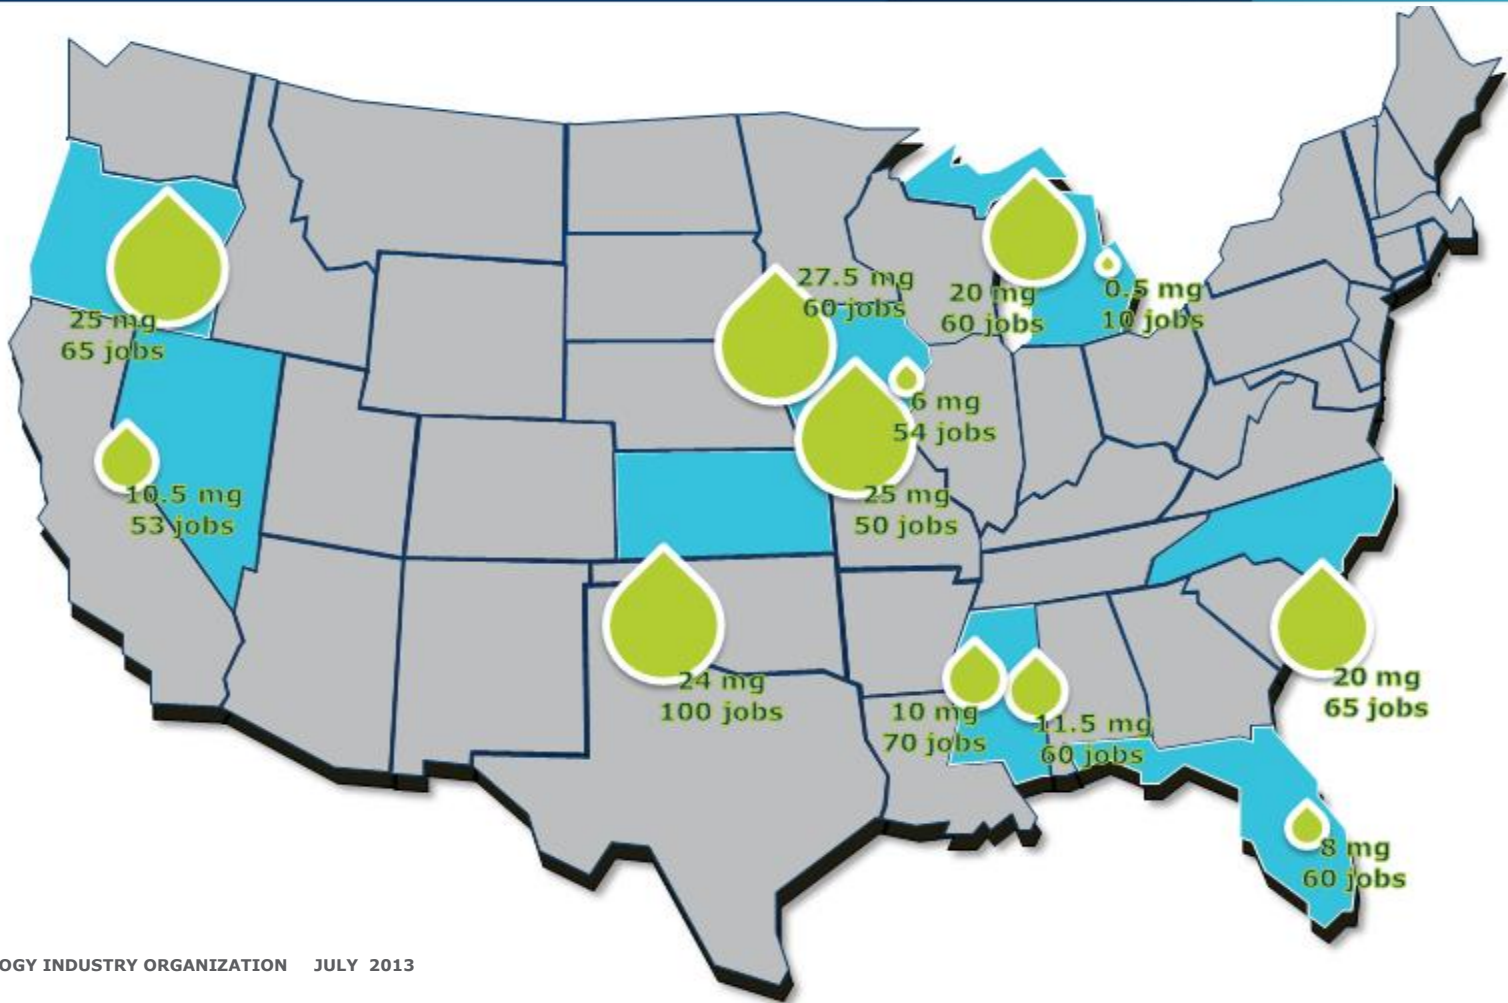 27.5 mg
60 jobs
20 mg
60 jobs
0.5 mg
10 jobs
25 mg
65 jobs
6 mg
54 jobs
10.5 mg
53 jobs
25 mg
50 jobs
24 mg
100 jobs
10 mg
70 jobs
11.5 mg
60 jobs
20 mg
65 jobs
8 mg
60 jobs
OGY INDUSTRY ORGANIZATION JULY 2013